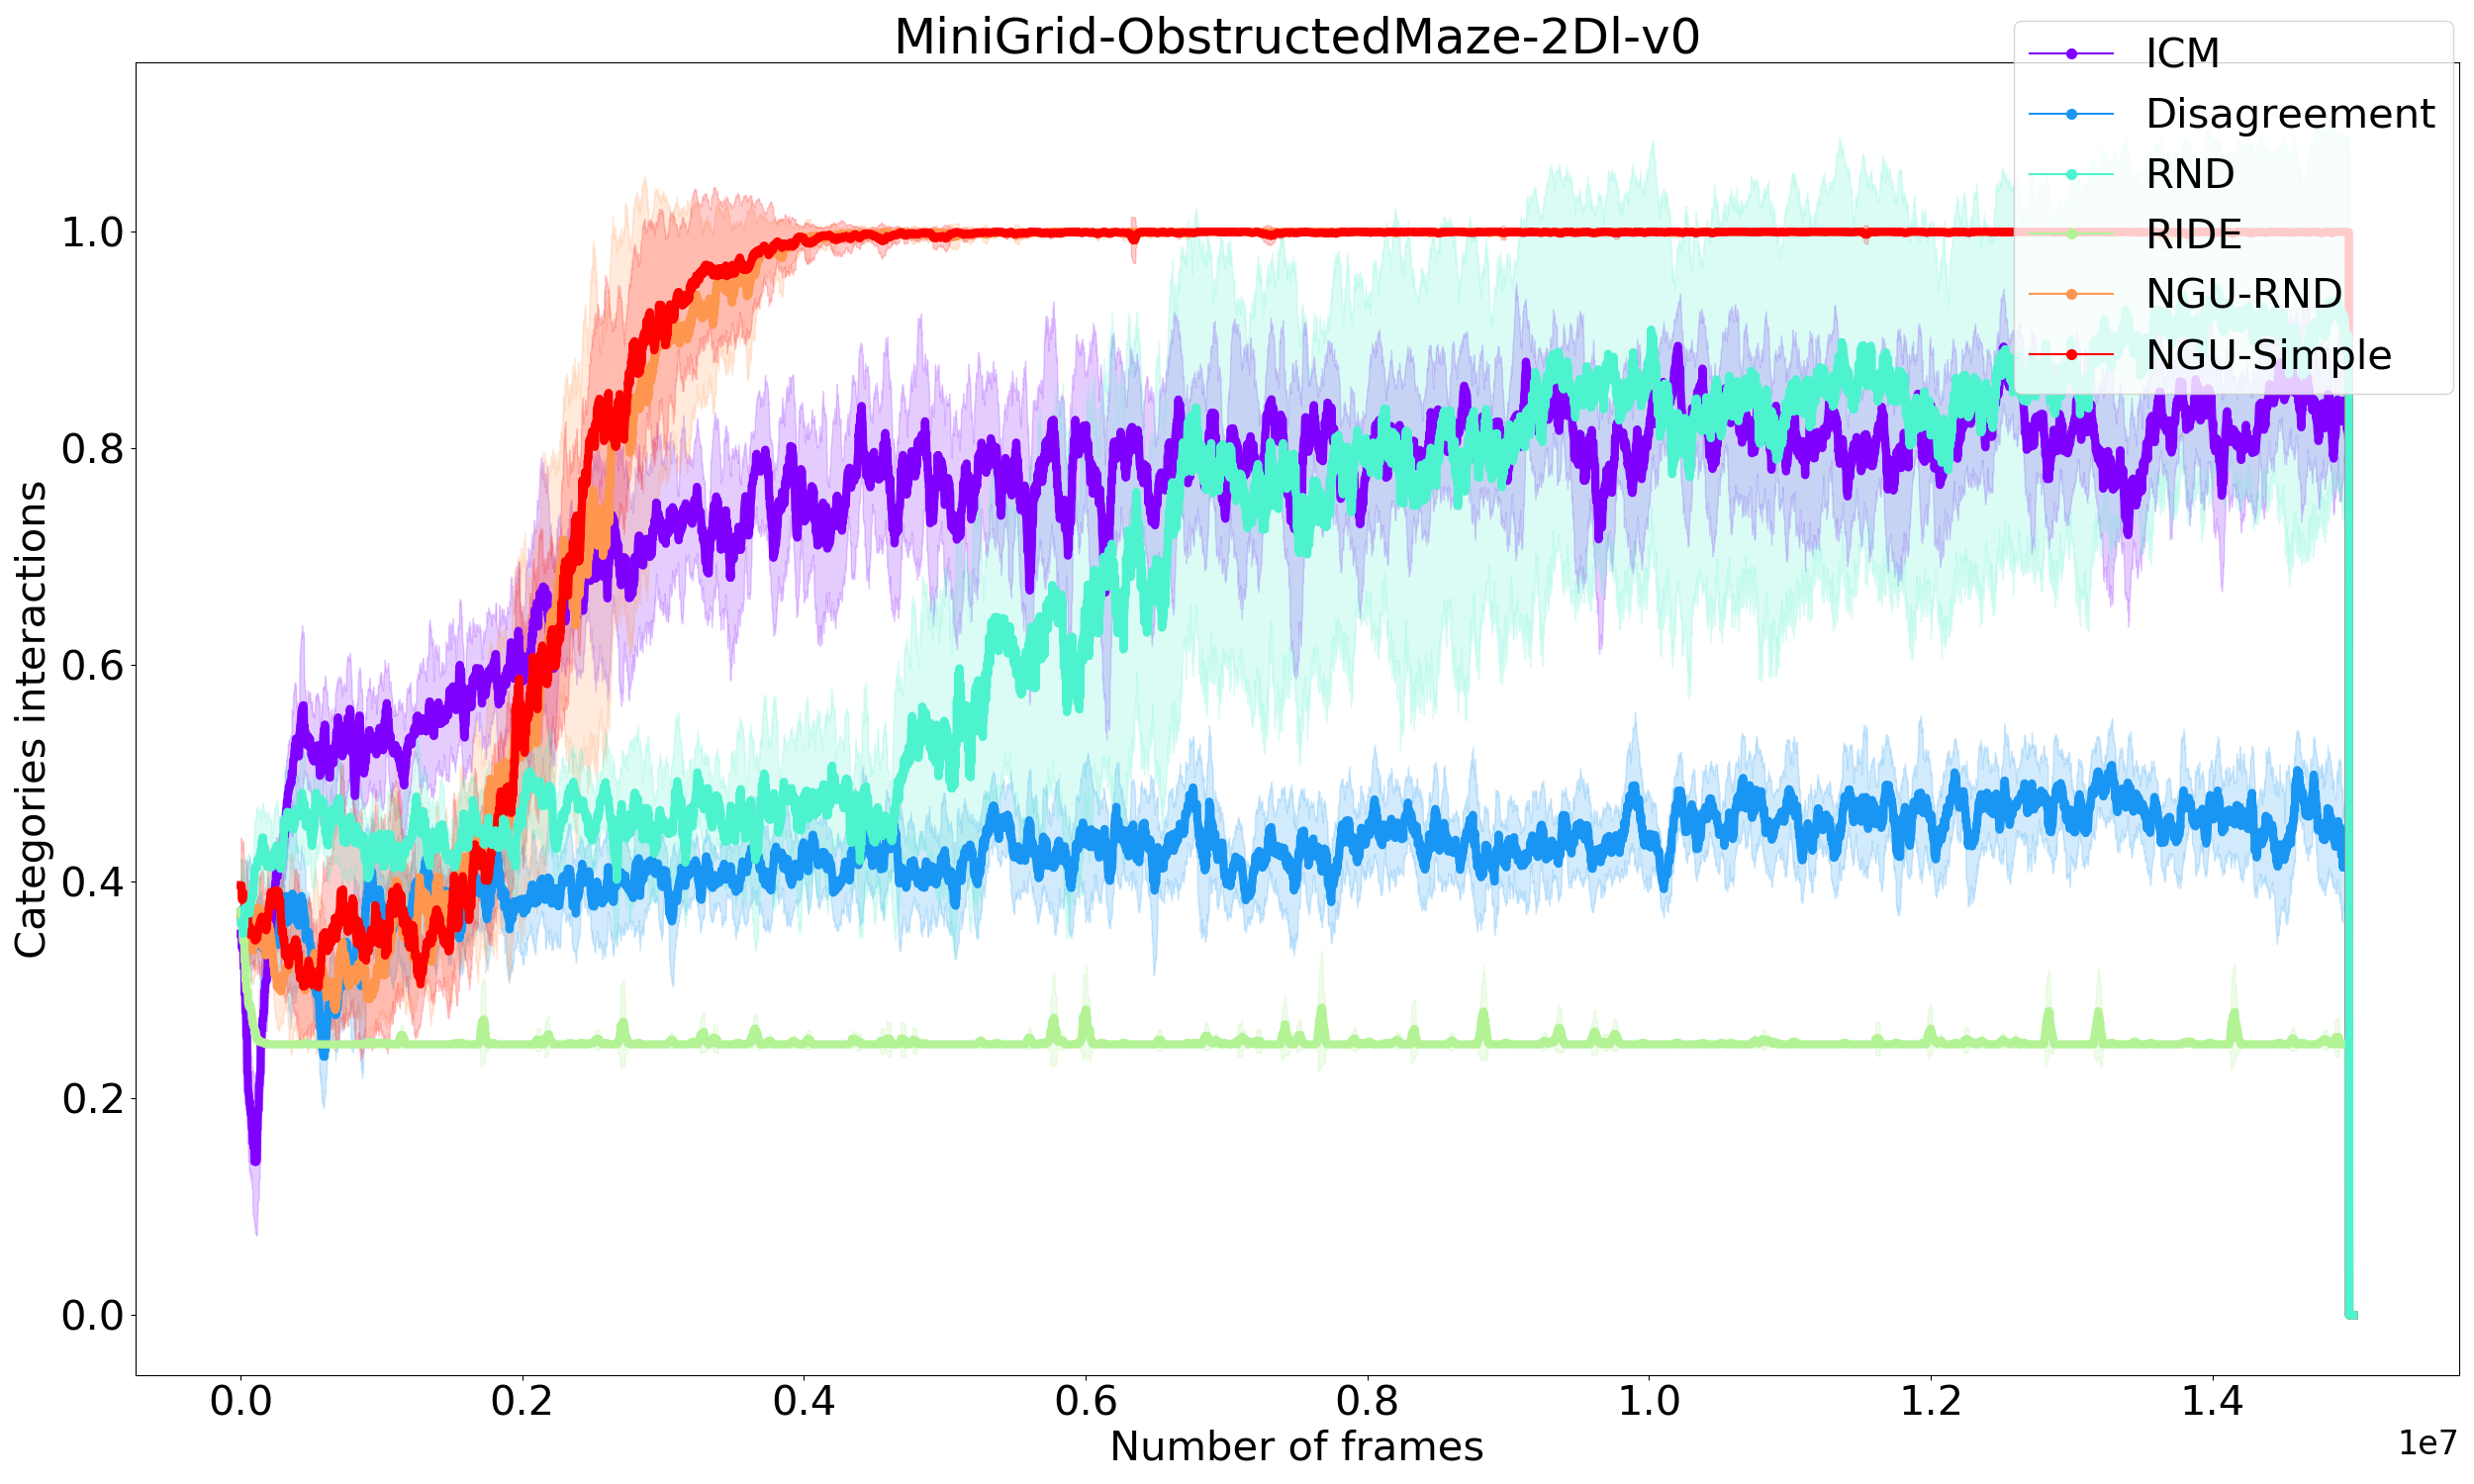 MiniGrid-ObstructedMaze-2Dl-v0
ICM
Disagreement
RND
RIDE
NGU-RND
NGU-Simple
Categories interactions
1.0
0.8
0.6
0.4
0.2
0.0
0.0 0.2 0.4 0.6 0.8 1.0 1.2 1.4
1e7
Number of frames